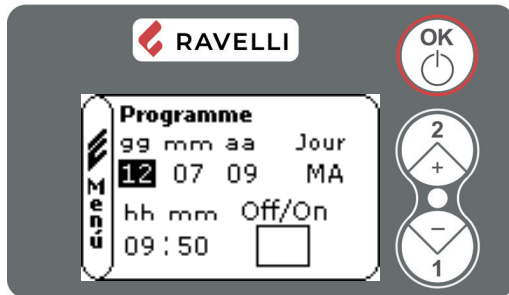 RAVELLI
OK
Programme
gg mm aa Jour
12 07 09 MA
hh mm Off/On
09:50
Menú
2
+
−
1